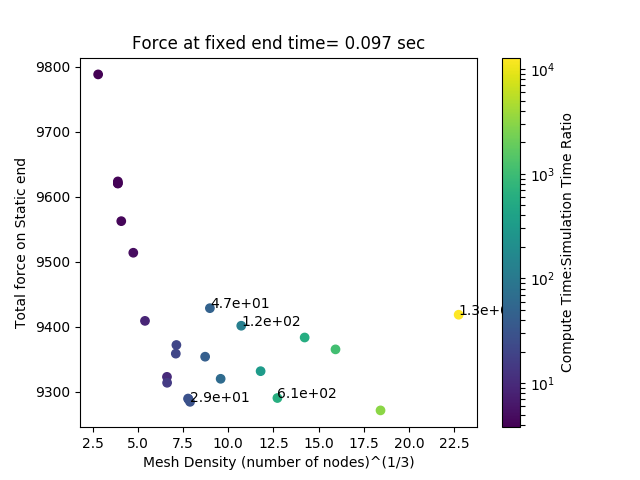 Force at fixed end time= 0.097 sec
Total force on Static end
9800
9700
9600
9500
9400
9300
4.7e+01
1.2e+02
1.3e+0
2.9e+01
6.1e+02
2.5 5.0 7.5 10.0 12.5 15.0 17.5 20.0 22.5
Mesh Density (number of nodes)^(1/3)
10^4
10^3
10^2
10^1
Compute Time:Simulation Time Ratio